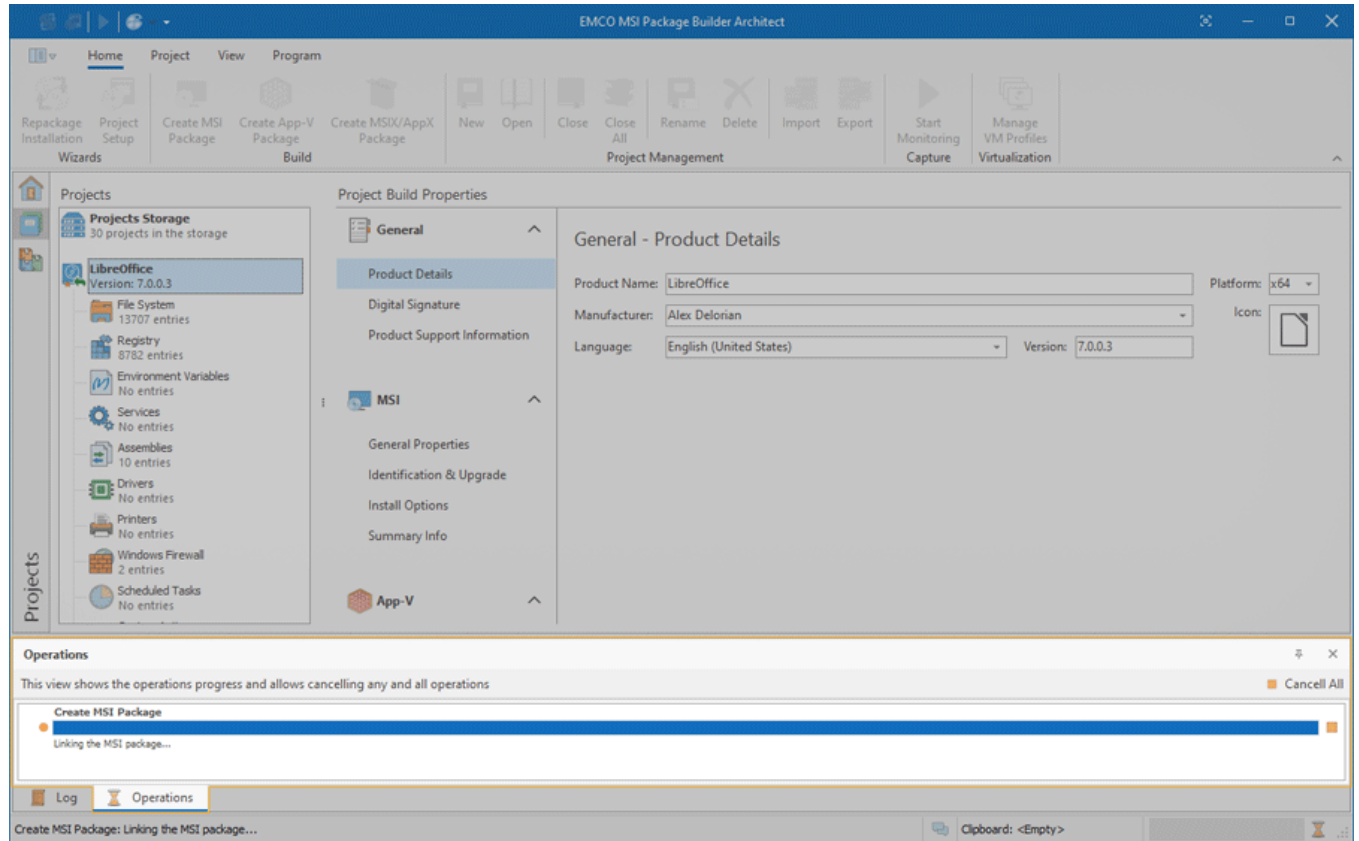 EMCO MSI Package Builder Architect
Home Project View Program
Repackage Installation
Project Setup
Create MSI Package
Create App-V Package
Create MSIX/AppX Package
New
Open
Close
Close All
Rename
Delete
Import
Export
Start Monitoring
Manage VM Profiles
Wizards Build Project Management Capture Virtualization
Projects
Projects
Projects Storage
30 projects in the storage
LibreOffice
Version: 7.0.0.3
File System
13707 entries
Registry
8782 entries
Environment Variables
No entries
Services
No entries
Assemblies
10 entries
Drivers
No entries
Printers
No entries
Windows Firewall
2 entries
Scheduled Tasks
No entries
Project Build Properties
General
Product Details
Digital Signature
Product Support Information
MSI
General Properties
Identification & Upgrade
Install Options
Summary Info
App-V
General - Product Details
Product Name: LibreOffice Platform: x64
Manufacturer: Alex Delorian Icon:
Language: English (United States) Version: 7.0.0.3
Operations
This view shows the operations progress and allows cancelling any and all operations Cancell All
Create MSI Package
Linking the MSI package...
Log Operations
Create MSI Package: Linking the MSI package... Clipboard: <Empty>